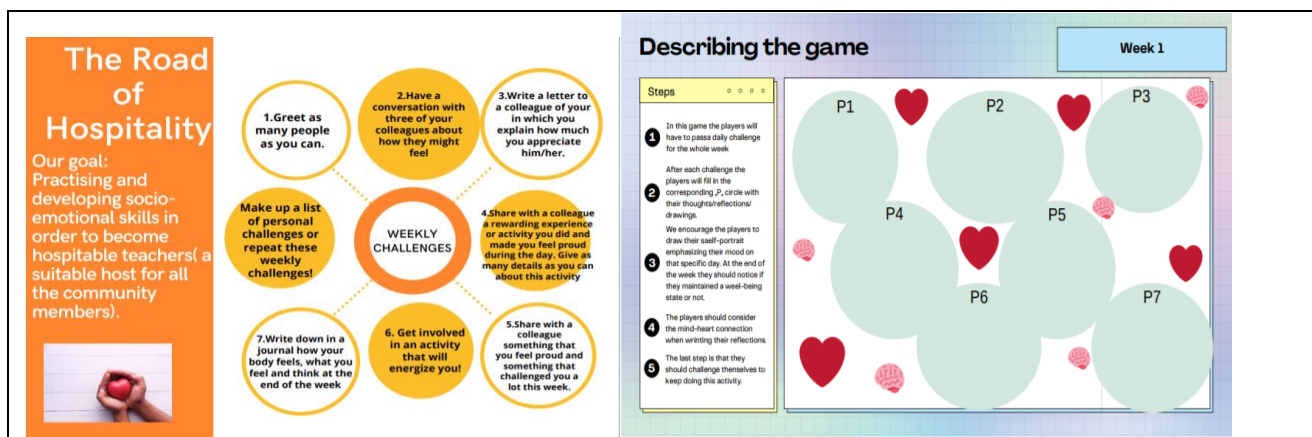 The Road
of
Hospitality
Our goal:
Practising and
developing socio-
emotional skills in
order to become
hospitable teachers( a
suitable host for all
the community
members).
1.Greet as
many people
as you can.
2.Have a
conversation with
three of your
colleagues about
how they might
feel
3.Write a letter to
a colleague of your
in which you
explain how much
you appreciate
him/her.
Make up a list
of personal
challenges or
repeat these
weekly
challenges!
WEEKLY
CHALLENGES
4.Share with a colleague
a rewarding experience
or activity you did and
made you feel proud
during the day. Give as
many details as you can
about this activity
7.Write down in a
journal how your
body feels, what you
feel and think at the
end of the week
6. Get involved
in an activity
that will
energize you!
5.Share with a
colleague
something that
you feel proud and
something that
challenged you a
lot this week.
Describing the game
Week 1
Steps
1
In this game the players will
have to passa daily challenge
for the whole week
2
After each challenge the
players will fill in the
corresponding „P„ circle with
their thoughts/reflections/
drawings.
3
We encourage the players to
draw their saelf-portrait
emphasizing their mood on
that specific day. At the end of
the week they should notice if
they maintained a weel-being
state or not.
4
The players should consider
the mind-heart connection
when wrinting their reflections.
5
The last step is that they
should challenge themselves to
keep doing this activity.
P1
P2
P3
P4
P5
P6
P7